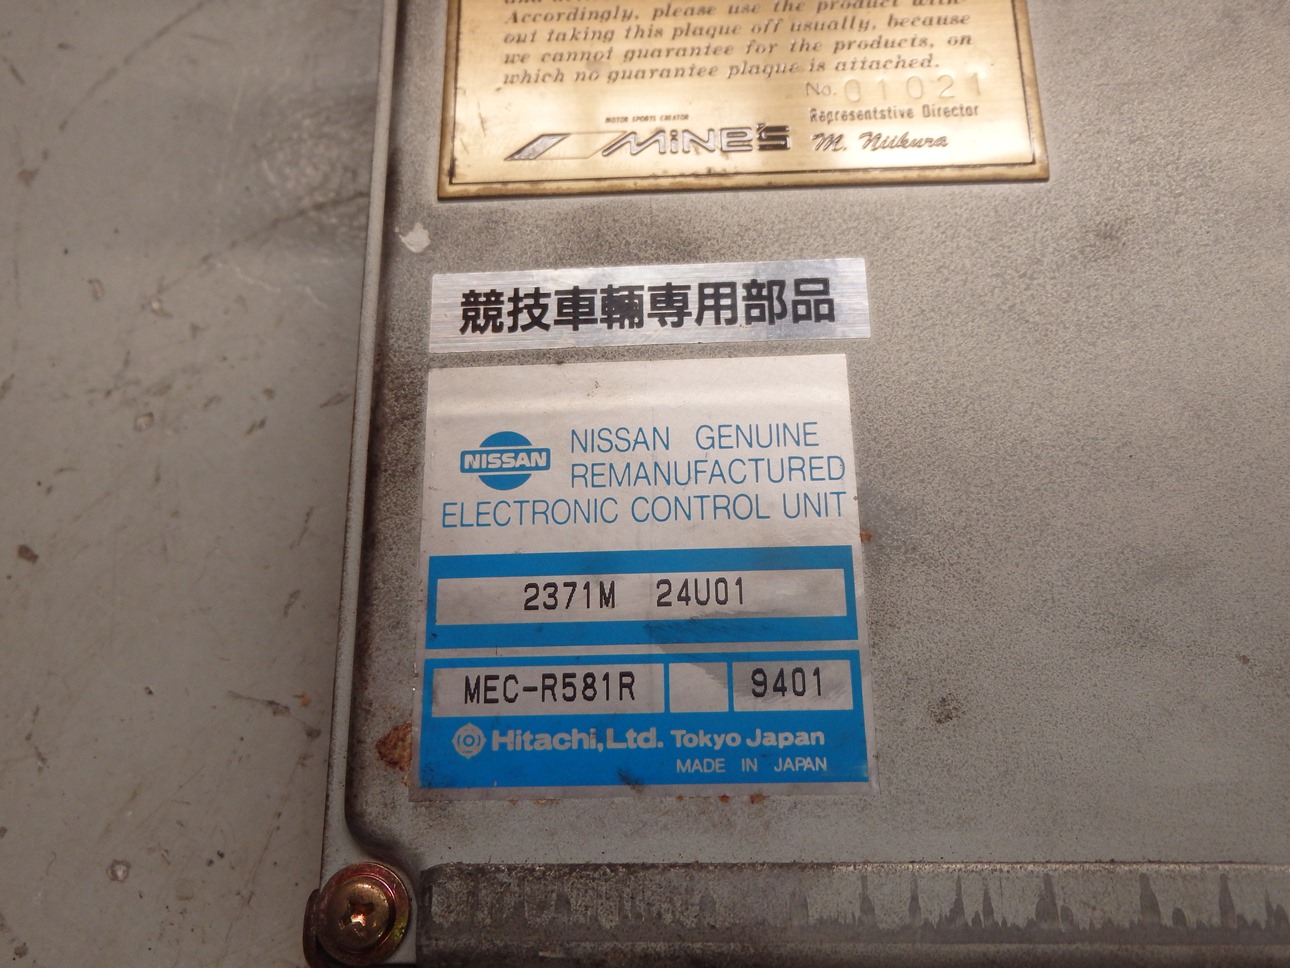 Accordingly, please use the product with-
out taking this plaque off usually, because
we cannot guarantee for the products, on
which no guarantee plaque is attached.
No. 01021
Representstive Director
MOTOR SPORTS CREATOR
MiNE'S
M. Niikura
競技車輛専用部品
NISSAN
NISSAN GENUINE
REMANUFACTURED
ELECTRONIC CONTROL UNIT
2371M 24U01
MEC-R581R 9401
Hitachi, Ltd. Tokyo Japan
MADE IN JAPAN